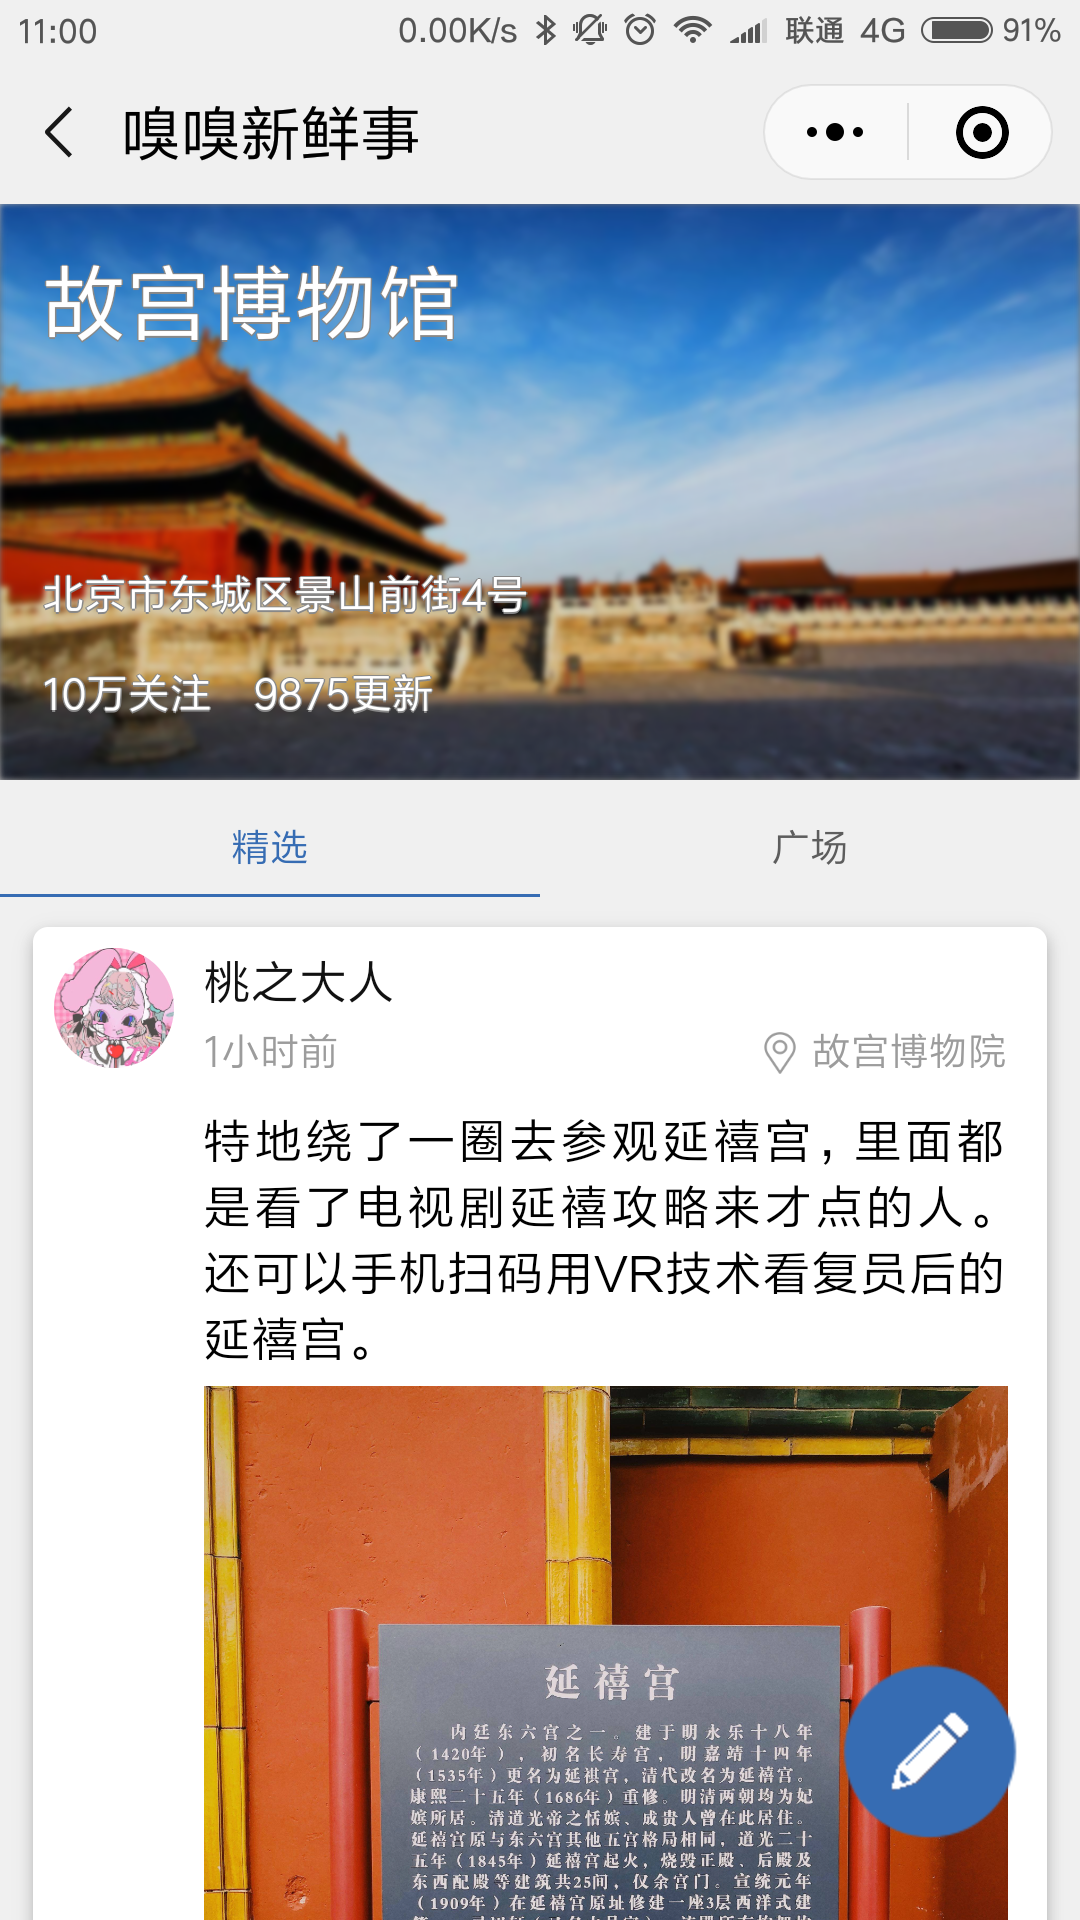 11:00 0.00K/s 联通 4G 91%
嗅嗅新鲜事
故宫博物馆
北京市东城区景山前街4号
10万关注 9875更新
精选 广场
桃之大人
1小时前 故宫博物院
特地绕了一圈去参观延禧宫，里面都
是看了电视剧延禧攻略来才点的人。
还可以手机扫码用VR技术看复员后的
延禧宫。
延禧宫
内廷东六宫之一。建于明永乐十八年
（1420年），初名长寿宫，明嘉靖十四年
（1535年）更名为延祺宫，清代改名为延禧宫。
康熙二十五年（1686年）重修。明清两朝均为妃
嫔所居。清道光帝之恬嫔、成贵人曾在此居住。
延禧宫原与东六宫其他五宫格局相同，道光二十
五年（1845年）延禧宫起火，烧毁正殿、后殿及
东西配殿等建筑共25间，仅余宫门。宣统元年
（1909年）在延禧宫原址修建一座3层西洋式建